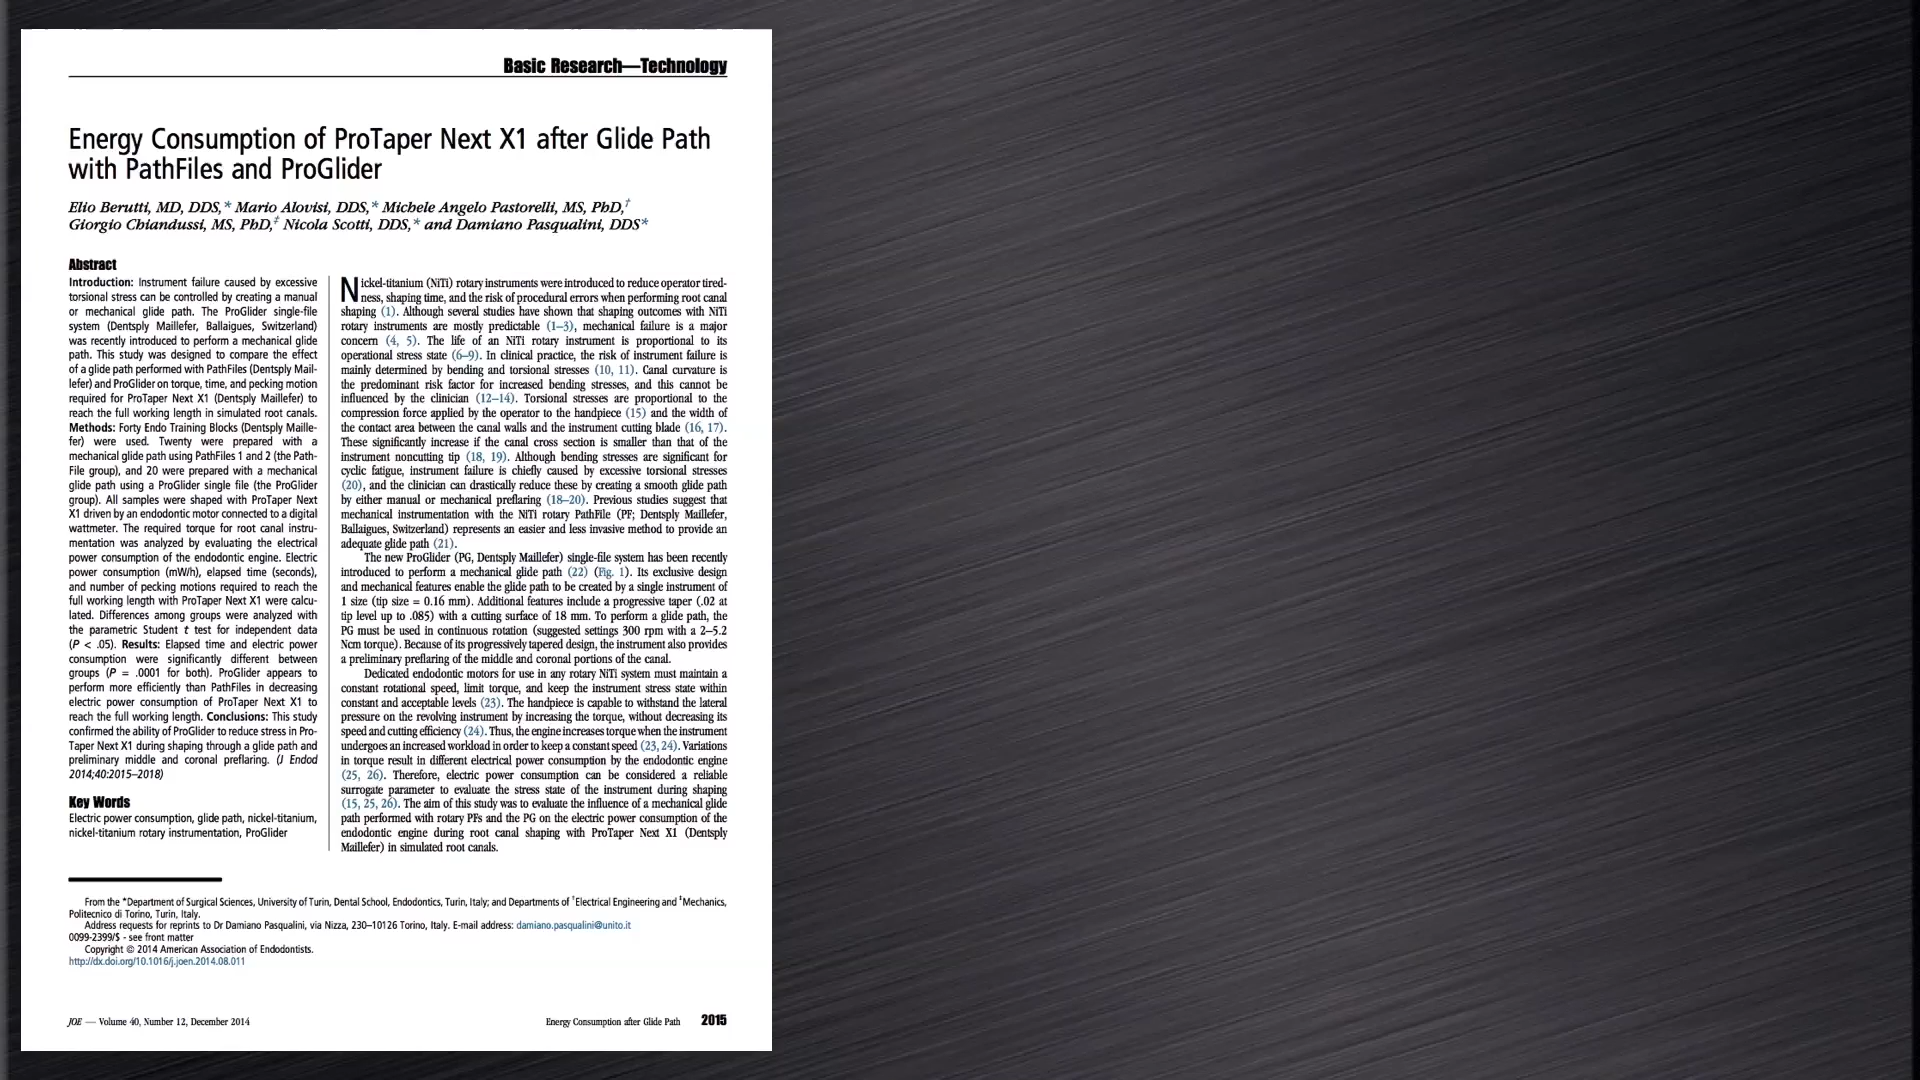 Basic Research—Technology
Energy Consumption of ProTaper Next X1 after Glide Path
with PathFiles and ProGlider
Elio Berutti, MD, DDS,* Mario Alovisi, DDS,* Michele Angelo Pastorelli, MS, PhD,†
Giorgio Chiandussi, MS, PhD,‡ Nicola Scotti, DDS,* and Damiano Pasqualini, DDS*
Abstract
Introduction: Instrument failure caused by excessive
torsional stress can be controlled by creating a manual
or mechanical glide path. The ProGlider single-file
system (Dentsply Maillefer, Ballaigues, Switzerland)
was recently introduced to perform a mechanical glide
path. This study was designed to compare the effect
of a glide path performed with PathFiles (Dentsply Mail-
lefer) and ProGlider on torque, time, and pecking motion
required for ProTaper Next X1 (Dentsply Maillefer) to
reach the full working length in simulated root canals.
Methods: Forty Endo Training Blocks (Dentsply Maille-
fer) were used. Twenty were prepared with a
mechanical glide path using PathFiles 1 and 2 (the Path-
File group), and 20 were prepared with a mechanical
glide path using a ProGlider single file (the ProGlider
group). All samples were shaped with ProTaper Next
X1 driven by an endodontic motor connected to a digital
wattmeter. The required torque for root canal instru-
mentation was analyzed by evaluating the electrical
power consumption of the endodontic engine. Electric
power consumption (mW/h), elapsed time (seconds),
and number of pecking motions required to reach the
full working length with ProTaper Next X1 were calcu-
lated. Differences among groups were analyzed with
the parametric Student t test for independent data
(P < .05). Results: Elapsed time and electric power
consumption were significantly different between
groups (P = .0001 for both). ProGlider appears to
perform more efficiently than PathFiles in decreasing
electric power consumption of ProTaper Next X1 to
reach the full working length. Conclusions: This study
confirmed the ability of ProGlider to reduce stress in Pro-
Taper Next X1 during shaping through a glide path and
preliminary middle and coronal preflaring. (J Endod
2014;40:2015–2018)
Key Words
Electric power consumption, glide path, nickel-titanium,
nickel-titanium rotary instrumentation, ProGlider
Nickel-titanium (NiTi) rotary instruments were introduced to reduce operator tired-
ness, shaping time, and the risk of procedural errors when performing root canal
shaping (1). Although several studies have shown that shaping outcomes with NiTi
rotary instruments are mostly predictable (1–3), mechanical failure is a major
concern (4, 5). The life of an NiTi rotary instrument is proportional to its
operational stress state (6–9). In clinical practice, the risk of instrument failure is
mainly determined by bending and torsional stresses (10, 11). Canal curvature is
the predominant risk factor for increased bending stresses, and this cannot be
influenced by the clinician (12–14). Torsional stresses are proportional to the
compression force applied by the operator to the handpiece (15) and the width of
the contact area between the canal walls and the instrument cutting blade (16, 17).
These significantly increase if the canal cross section is smaller than that of the
instrument noncutting tip (18, 19). Although bending stresses are significant for
cyclic fatigue, instrument failure is chiefly caused by excessive torsional stresses
(20), and the clinician can drastically reduce these by creating a smooth glide path
by either manual or mechanical preflaring (18–20). Previous studies suggest that
mechanical instrumentation with the NiTi rotary PathFile (PF; Dentsply Maillefer,
Ballaigues, Switzerland) represents an easier and less invasive method to provide an
adequate glide path (21).
The new ProGlider (PG, Dentsply Maillefer) single-file system has been recently
introduced to perform a mechanical glide path (22) (Fig. 1). Its exclusive design
and mechanical features enable the glide path to be created by a single instrument of
1 size (tip size = 0.16 mm). Additional features include a progressive taper (.02 at
tip level up to .085) with a cutting surface of 18 mm. To perform a glide path, the
PG must be used in continuous rotation (suggested settings 300 rpm with a 2–5.2
Ncm torque). Because of its progressively tapered design, the instrument also provides
a preliminary preflaring of the middle and coronal portions of the canal.
Dedicated endodontic motors for use in any rotary NiTi system must maintain a
constant rotational speed, limit torque, and keep the instrument stress state within
constant and acceptable levels (23). The handpiece is capable to withstand the lateral
pressure on the revolving instrument by increasing the torque, without decreasing its
speed and cutting efficiency (24). Thus, the engine increases torque when the instrument
undergoes an increased workload in order to keep a constant speed (23, 24). Variations
in torque result in different electrical power consumption by the endodontic engine
(25, 26). Therefore, electric power consumption can be considered a reliable
surrogate parameter to evaluate the stress state of the instrument during shaping
(15, 25, 26). The aim of this study was to evaluate the influence of a mechanical glide
path performed with rotary PFs and the PG on the electric power consumption of the
endodontic engine during root canal shaping with ProTaper Next X1 (Dentsply
Maillefer) in simulated root canals.
From the *Department of Surgical Sciences, University of Turin, Dental School, Endodontics, Turin, Italy; and Departments of †Electrical Engineering and ‡Mechanics,
Politecnico di Torino, Turin, Italy.
Address requests for reprints to Dr Damiano Pasqualini, via Nizza, 230–10126 Torino, Italy. E-mail address: damiano.pasqualini@unito.it
0099-2399/$ - see front matter
Copyright © 2014 American Association of Endodontists.
http://dx.doi.org/10.1016/j.joen.2014.08.011
JOE — Volume 40, Number 12, December 2014
Energy Consumption after Glide Path 2015